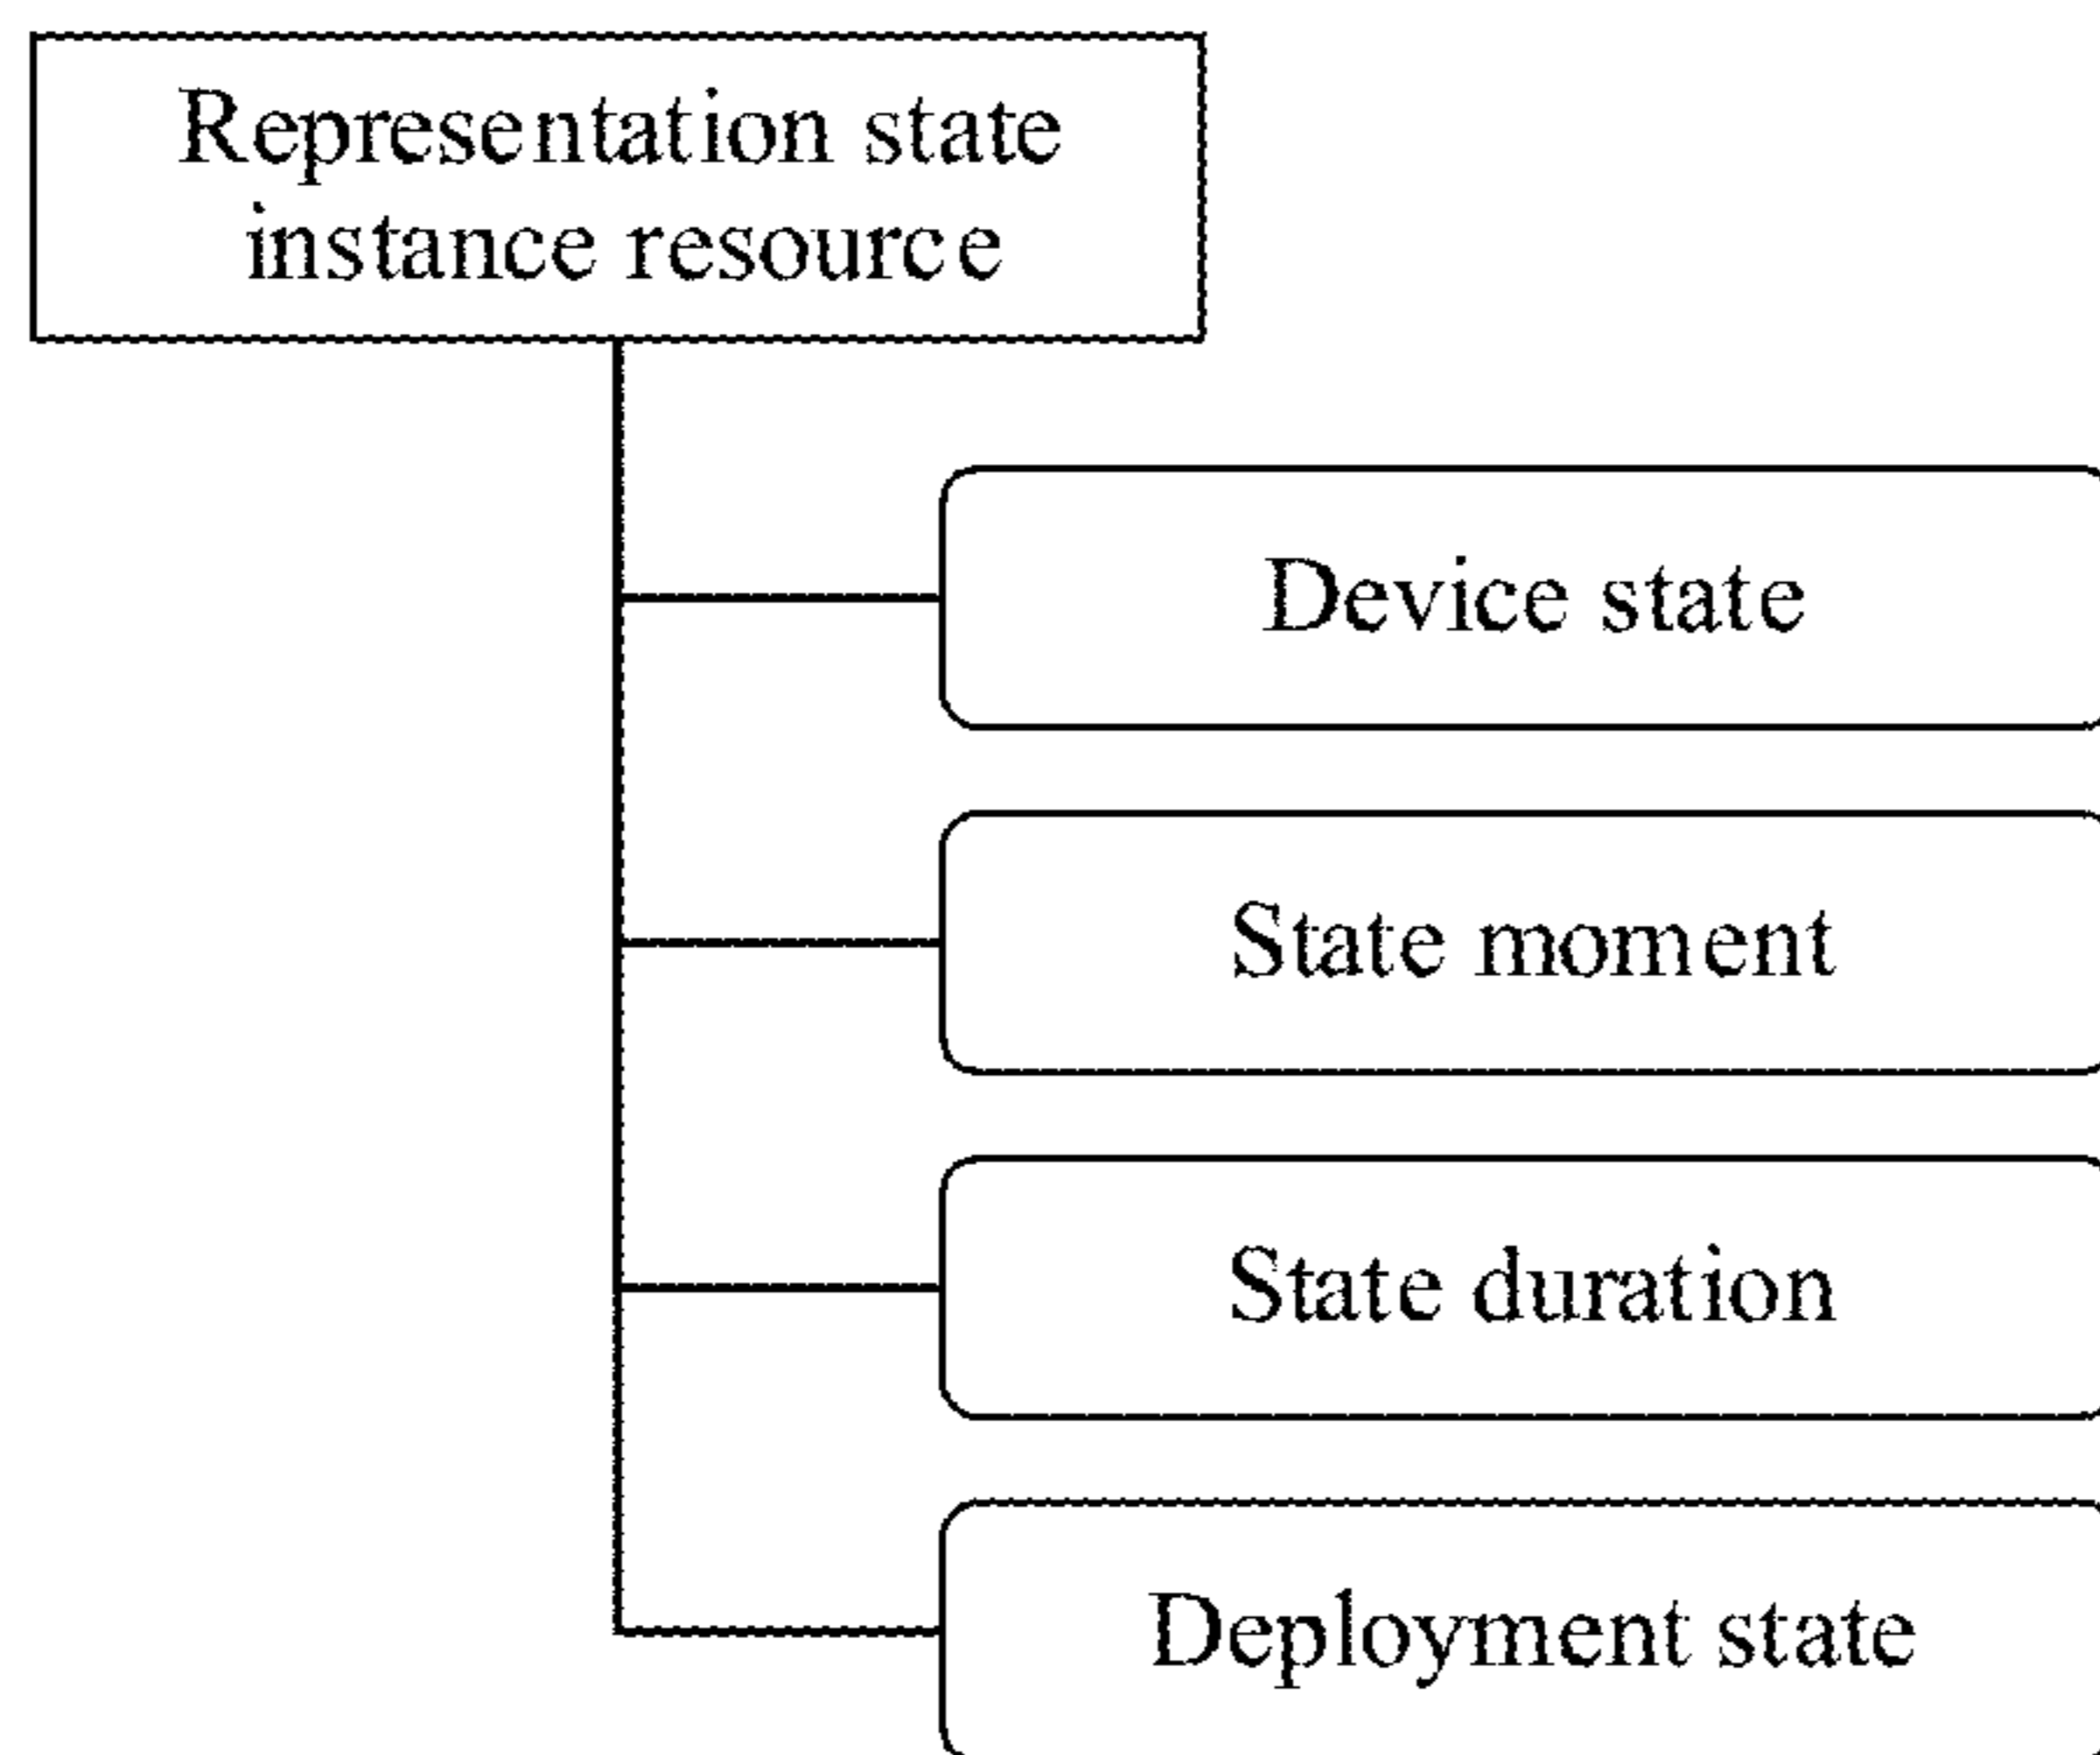 Representation state
instance resource
Device state
State moment
State duration
Deployment state